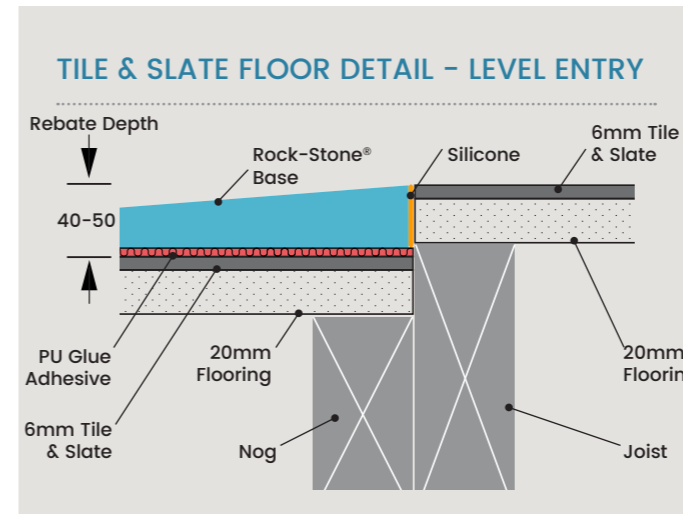 TILE & SLATE FLOOR DETAIL - LEVEL ENTRY
Rebate Depth
Rock-Stone®
Base
Silicone
6mm Tile
& Slate
40-50
PU Glue
Adhesive
20mm
Flooring
20mm
Floorin
6mm Tile
& Slate
Nog
Joist